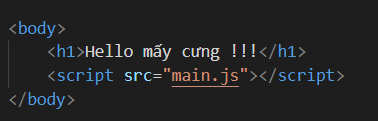 <body>
<h1>Hello mấy cưng !!!</h1>
<script src="main.js"></script>
</body>